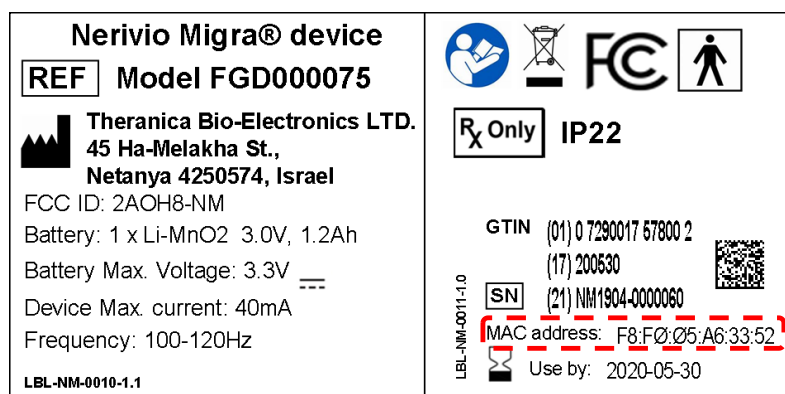 Nerivio Migra® device
REF Model FGD000075
Theranica Bio-Electronics LTD.
45 Ha-Melakha St.,
Netanya 4250574, Israel
FCC ID: 2AOH8-NM
Battery: 1 x Li-MnO2 3.0V, 1.2Ah
Battery Max. Voltage: 3.3V
Device Max. current: 40mA
Frequency: 100-120Hz
LBL-NM-0010-1.1
FC
Rx Only IP22
GTIN (01) 0 7290017 57800 2
(17) 200530
SN (21) NM1904-0000060
MAC address: F8:FØ:Ø5:A6:33:52
Use by: 2020-05-30
LBL-NM-0011-1.0